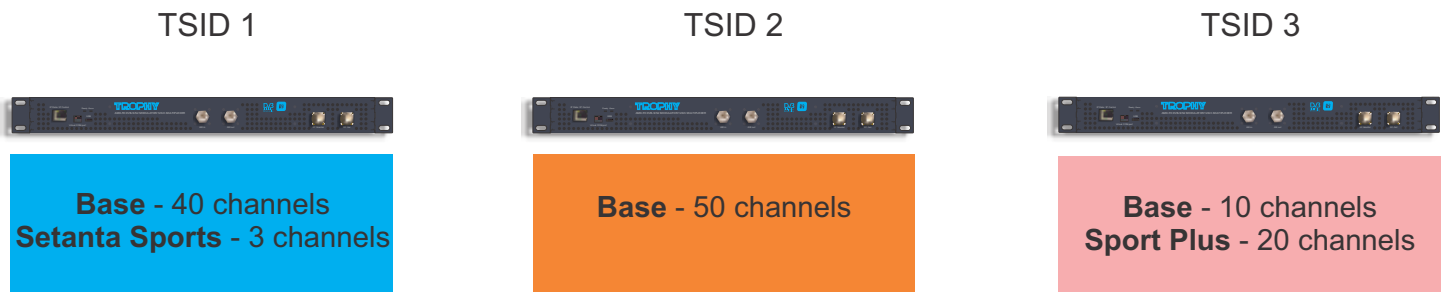 TSID 1
TSID 2
TSID 3
TROPHY
TROPHY
TROPHY
Base - 40 channels
Setanta Sports - 3 channels
Base - 50 channels
Base - 10 channels
Sport Plus - 20 channels